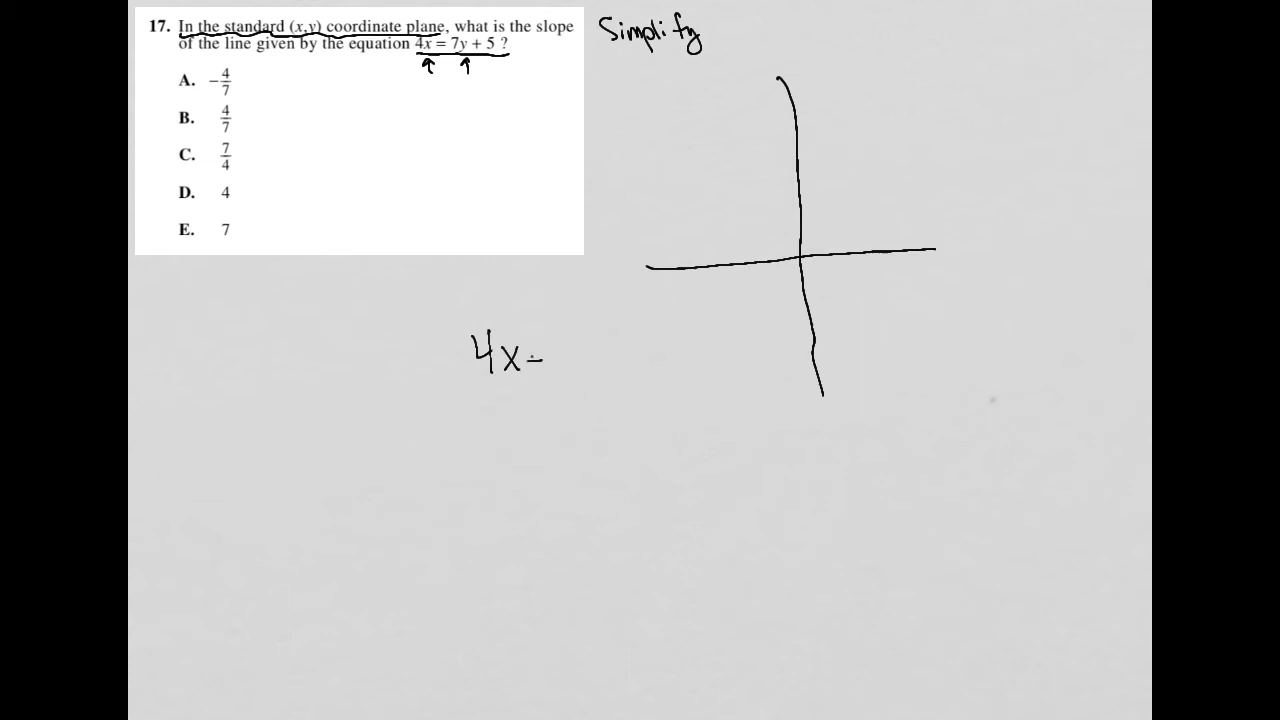 17. In the standard (x,y) coordinate plane, what is the slope
of the line given by the equation 4x = 7y + 5 ?
A. -4/7
B. 4/7
C. 7/4
D. 4
E. 7
Simplify
4x =